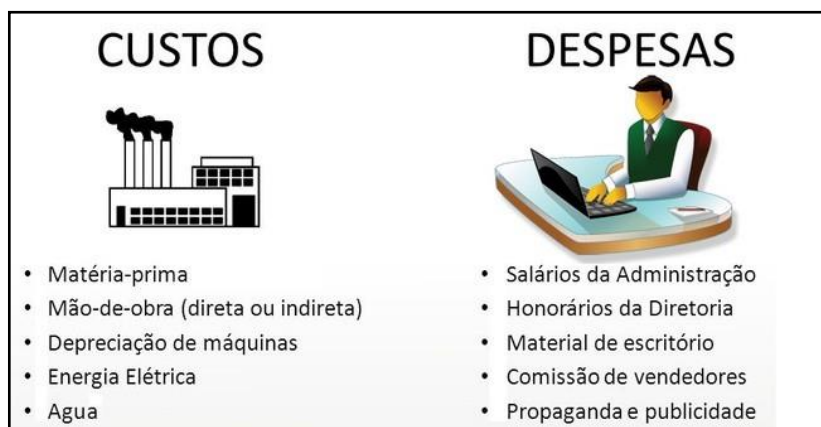 CUSTOS
• Matéria-prima
• Mão-de-obra (direta ou indireta)
• Depreciação de máquinas
• Energia Elétrica
• Agua
DESPESAS
• Salários da Administração
• Honorários da Diretoria
• Material de escritório
• Comissão de vendedores
• Propaganda e publicidade